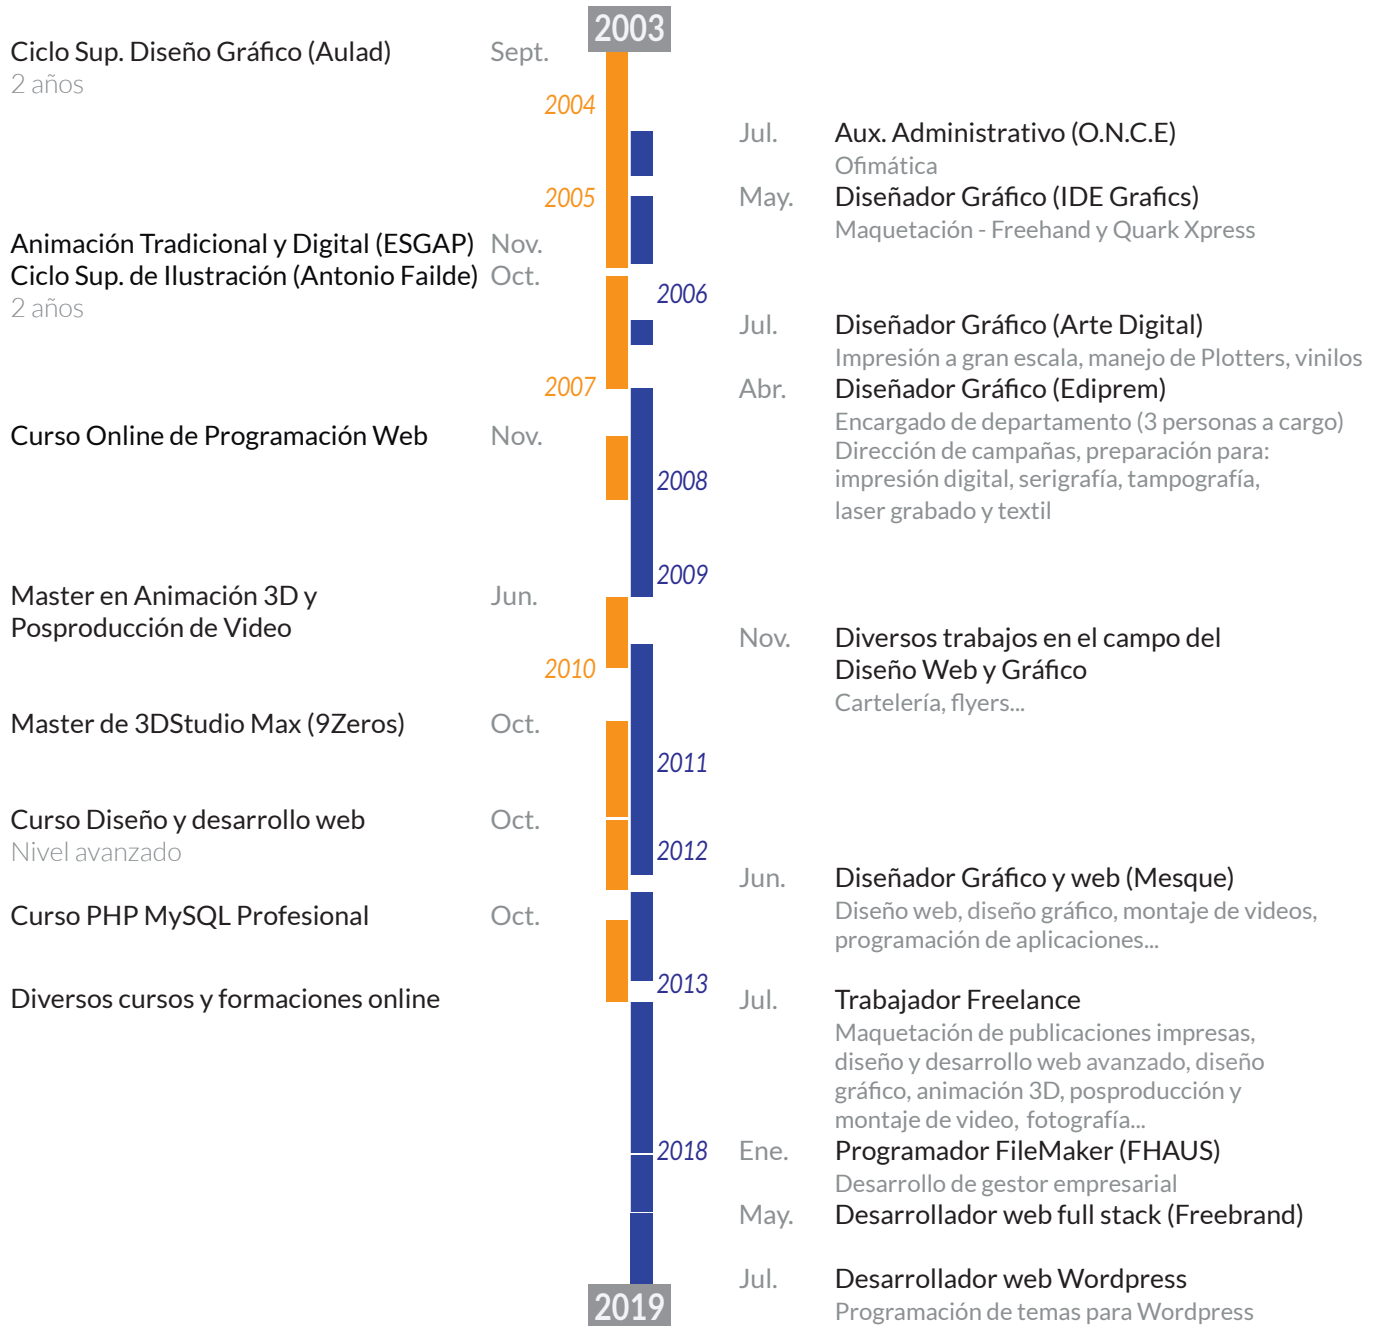 2003
Ciclo Sup. Diseño Gráfico (Aulad) Sept.
2 años
2004
Jul. Aux. Administrativo (O.N.C.E)
Ofimática
2005
May. Diseñador Gráfico (IDE Grafics)
Maquetación - Freehand y Quark Xpress
Animación Tradicional y Digital (ESGAP) Nov.
Ciclo Sup. de Ilustración (Antonio Failde) Oct.
2 años
2006
Jul. Diseñador Gráfico (Arte Digital)
Impresión a gran escala, manejo de Plotters, vinilos
2007
Abr. Diseñador Gráfico (Ediprem)
Encargado de departamento (3 personas a cargo)
Dirección de campañas, preparación para:
impresión digital, serigrafía, tampografía,
laser grabado y textil
Curso Online de Programación Web Nov.
2008
2009
Master en Animación 3D y Jun.
Posproducción de Video
Nov. Diversos trabajos en el campo del
Diseño Web y Gráfico
Cartelería, flyers...
2010
Master de 3DStudio Max (9Zeros) Oct.
2011
Curso Diseño y desarrollo web Oct.
Nivel avanzado
2012
Jun. Diseñador Gráfico y web (Mesque)
Diseño web, diseño gráfico, montaje de videos,
programación de aplicaciones...
Curso PHP MySQL Profesional Oct.
2013
Diversos cursos y formaciones online
Jul. Trabajador Freelance
Maquetación de publicaciones impresas,
diseño y desarrollo web avanzado, diseño
gráfico, animación 3D, posproducción y
montaje de video, fotografía...
2018
Ene. Programador FileMaker (FHAUS)
Desarrollo de gestor empresarial
May. Desarrollador web full stack (Freebrand)
Jul. Desarrollador web Wordpress
Programación de temas para Wordpress
2019